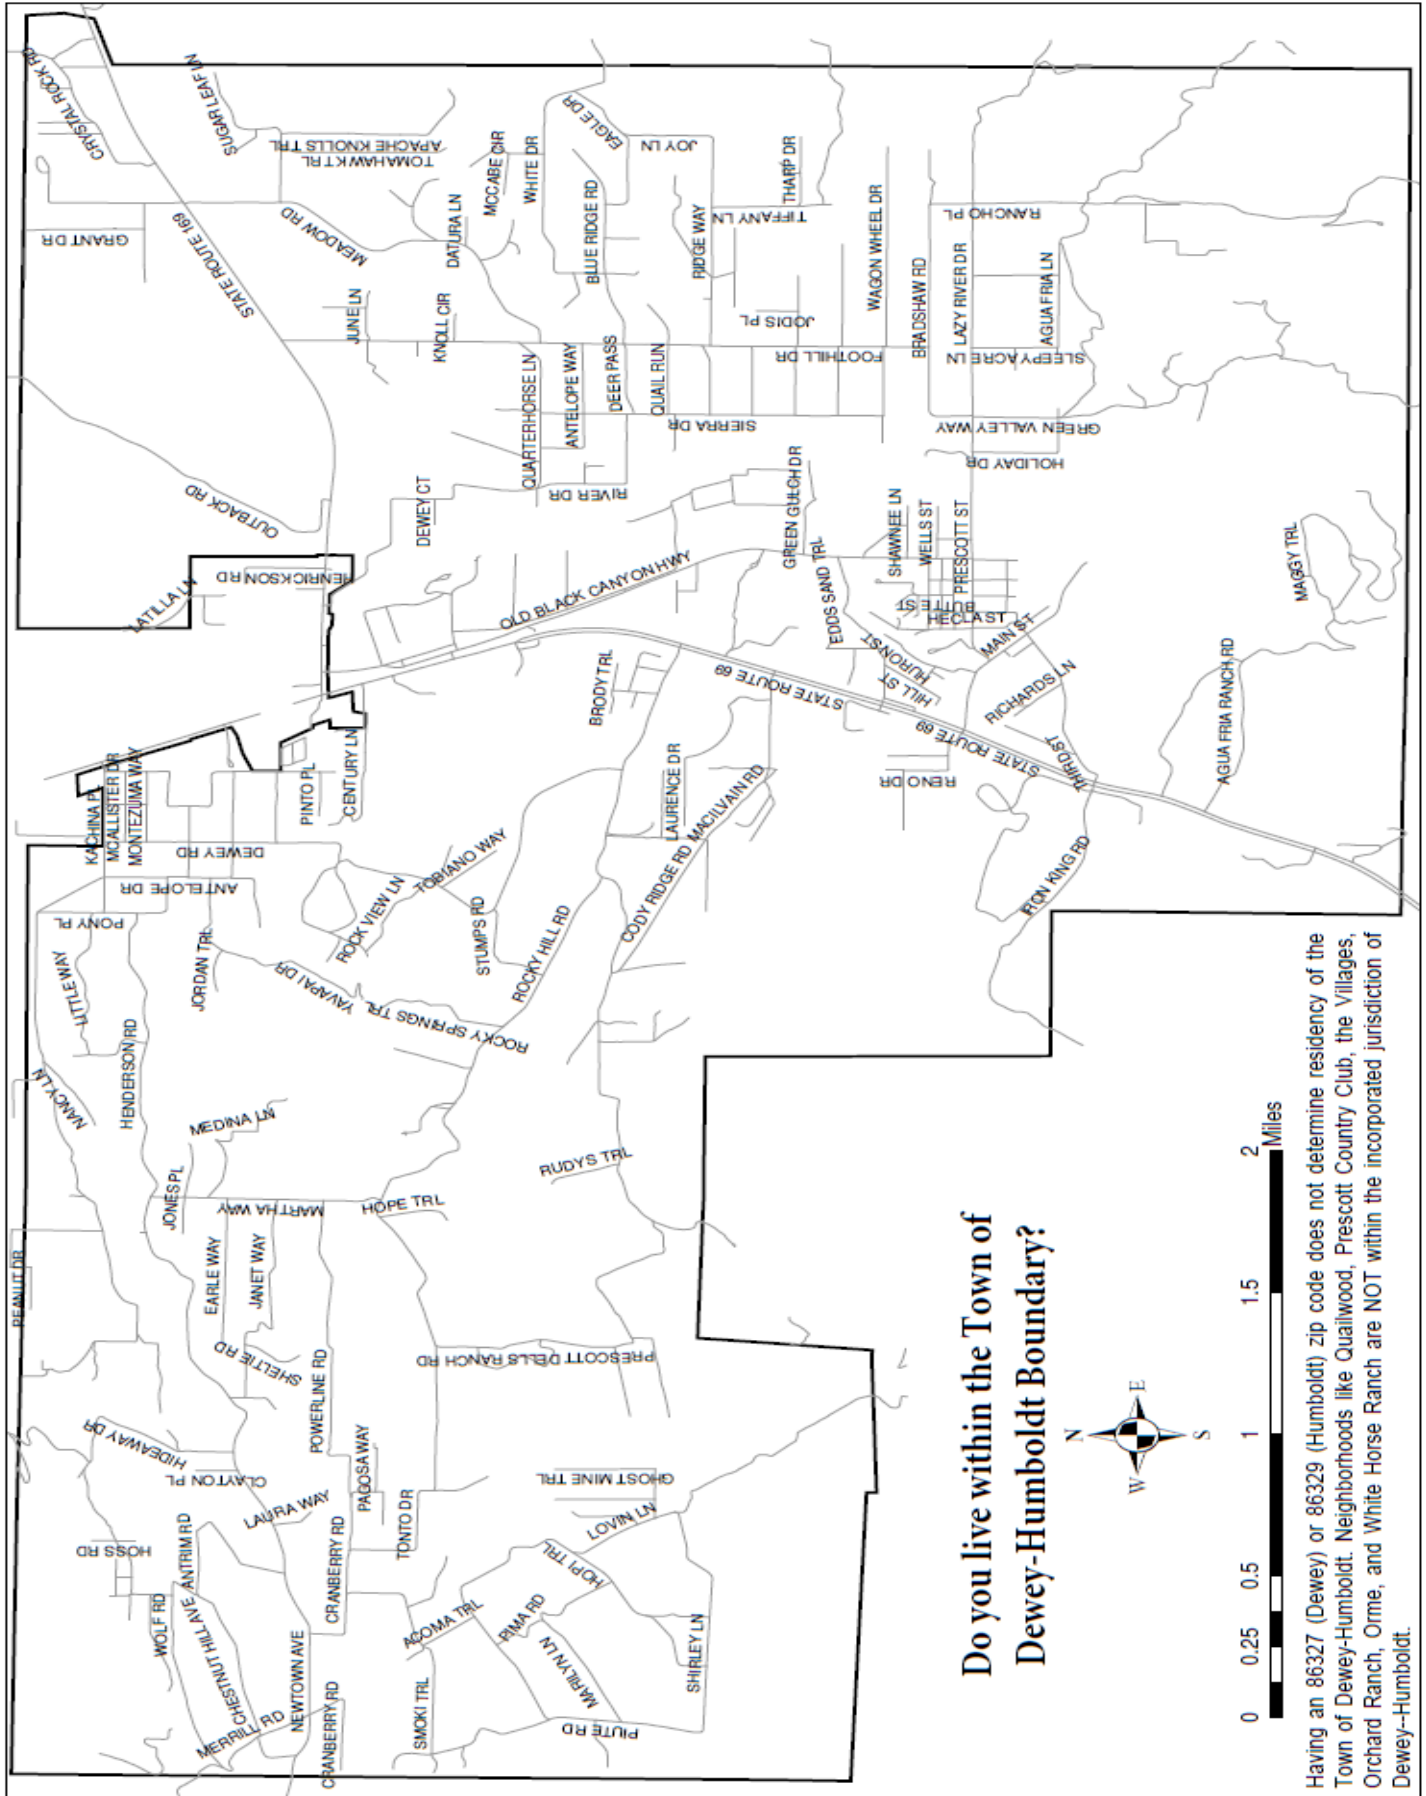 Do you live within the Town of
Dewey-Humboldt Boundary?
N
W
E
S
0
0.25
0.5
1
1.5
2
Miles
Having an 86327 (Dewey) or 86329 (Humboldt) zip code does not determine residency of the
Town of Dewey-Humboldt. Neighborhoods like Quailwood, Prescott Country Club, the Villages,
Orchard Ranch, Orme, and White Horse Ranch are NOT within the incorporated jurisdiction of
Dewey--Humboldt.
PEANUT DR
NANCY LN
LITTLE WAY
PONY PL
HENDERSON RD
KACHINA P
MCALLISTER DR
MONTEZUMA WAY
DEWEY RD
ANTELOPE DR
JORDAN TRL
PINTO PL
CENTURY LN
LATILLA LN
HENRICKSON RD
OUTBACK RD
GRANT DR
CRYSTAL ROCK RD
SUGAR LEAF LN
STATE ROUTE 169
APACHE KNOLLS TRL
TOMAHAWK TRL
MEADOW RD
DATURA LN
MCCABE CIR
WHITE DR
EAGLE DR
BLUE RIDGE RD
JOY LN
RIDGE WAY
TIFFANY LN
THARP DR
WAGON WHEEL DR
JODIS PL
JUNE LN
KNOLL CIR
QUARTERHORSE LN
ANTELOPE WAY
DEER PASS
QUAIL RUN
SIERRA DR
FOOTHILL DR
BRADSHAW RD
LAZY RIVER DR
AGUA FRIA LN
RANCHO PL
SLEEPY ACRE LN
GREEN VALLEY WAY
HOLIDAY DR
DEWEY CT
RIVER DR
GREEN GULCH DR
OLD BLACK CANYON HWY
EDDS SAND TRL
SHAWNEE LN
WELLS ST
PRESCOTT ST
BUTTE ST
HECLA ST
MAIN ST
HURON ST
HILL ST
RICHARDS LN
THIRD ST
STATE ROUTE 69
STATE ROUTE 69
MAGGY TRL
AGUA FRIA RANCH RD
BRODY TRL
LAURENCE DR
MACILVAIN RD
CODY RIDGE RD
RENO DR
IRON KING RD
ROCK VIEW LN
TOBIANO WAY
STUMPS RD
ROCKY HILL RD
YAVAPAI DR
ROCKY SPRINGS TRL
MEDINA LN
JONES PL
MARTHA WAY
HOPE TRL
RUDYS TRL
EARLE WAY
JANET WAY
SHELTIE RD
POWERLINE RD
PRESCOTT DELLS RANCH RD
HIDEAWAY DR
CLAYTON PL
LAURA WAY
PAGOSA WAY
TONTO DR
GHOST MINE TRL
LOVIN LN
HOPI TRL
HOSS RD
ANTRIM RD
WOLF RD
CHESTNUT HILL AVE
MERRILL RD
NEWTOWN AVE
CRANBERRY RD
CRANBERRY RD
ACOMA TRL
SMOKI TRL
PIMA RD
MARILYN LN
PIUTE RD
SHIRLEY LN